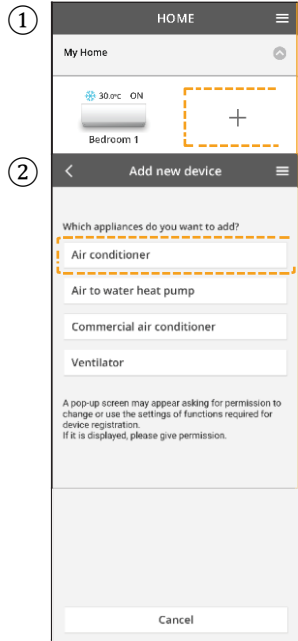 ①
HOME
My Home
30.0°C ON
+
Bedroom 1
②
Add new device
Which appliances do you want to add?
Air conditioner
Air to water heat pump
Commercial air conditioner
Ventilator
A pop-up screen may appear asking for permission to
change or use the settings of functions required for
device registration.
If it is displayed, please give permission.
Cancel